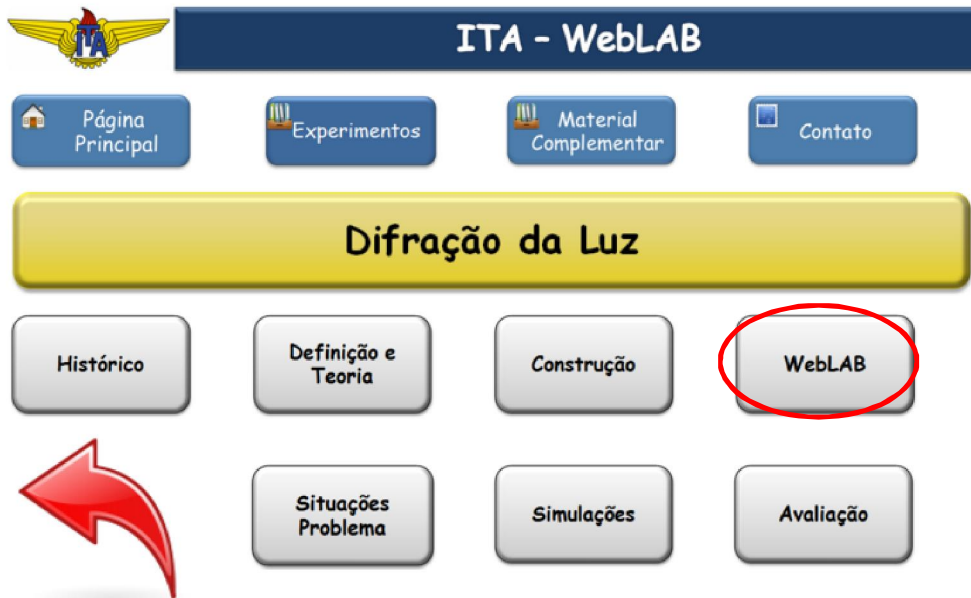 ITA
ITA - WebLAB
Página
Principal
Experimentos
Material
Complementar
Contato
Difração da Luz
Histórico
Definição e
Teoria
Construção
WebLAB
Situações
Problema
Simulações
Avaliação